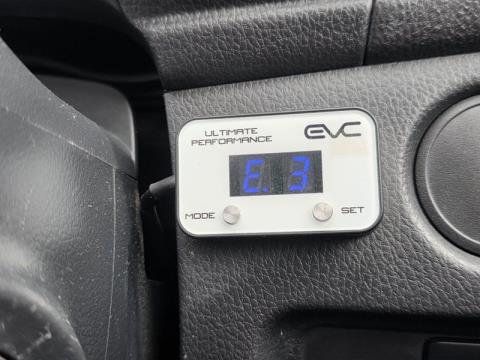 ULTIMATE
PERFORMANCE
EVC
E. 3
MODE
SET